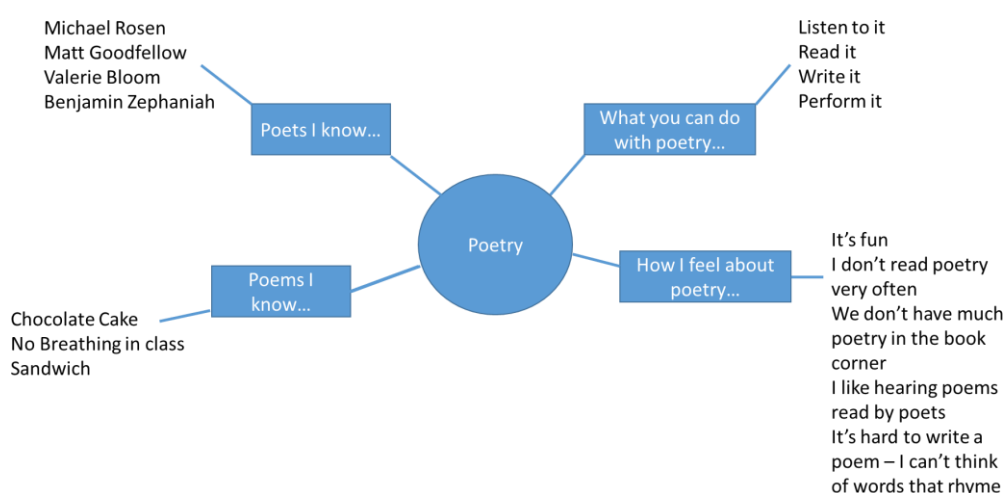 Michael Rosen
Matt Goodfellow
Valerie Bloom
Benjamin Zephaniah
Poets I know…
Listen to it
Read it
Write it
Perform it
What you can do
with poetry…
Poetry
Poems I
know…
Chocolate Cake
No Breathing in class
Sandwich
How I feel about
poetry…
It’s fun
I don’t read poetry
very often
We don’t have much
poetry in the book
corner
I like hearing poems
read by poets
It’s hard to write a
poem – I can’t think
of words that rhyme